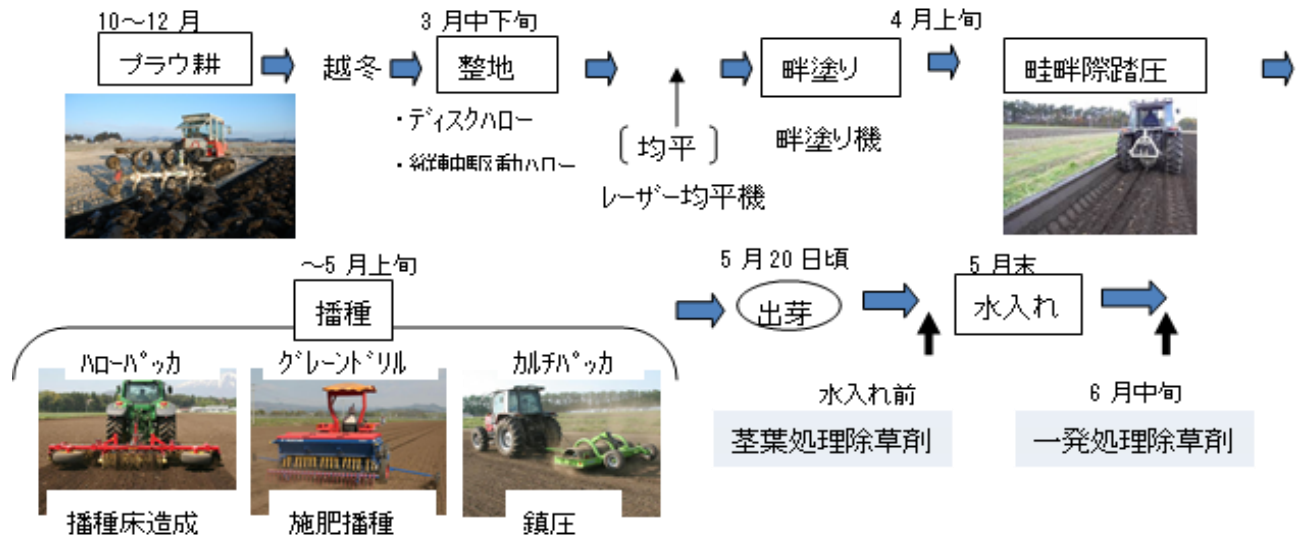 10～12 月
プラウ耕
越冬
3 月中下旬
整地
・ディスクハロー
・縦軸駆動ハロー
〔 均平 〕
レーザー均平機
畔塗り
畔塗り機
4 月上旬
畦畔際踏圧
～5 月上旬
播種
ﾊﾛｰﾊﾟｯｶ
ｸﾞﾚｰﾝﾄﾞﾘﾙ
ｶﾙﾁﾊﾟｯｶ
播種床造成
施肥播種
鎮圧
5 月 20 日頃
出芽
5 月末
水入れ
水入れ前
茎葉処理除草剤
6 月中旬
一発処理除草剤